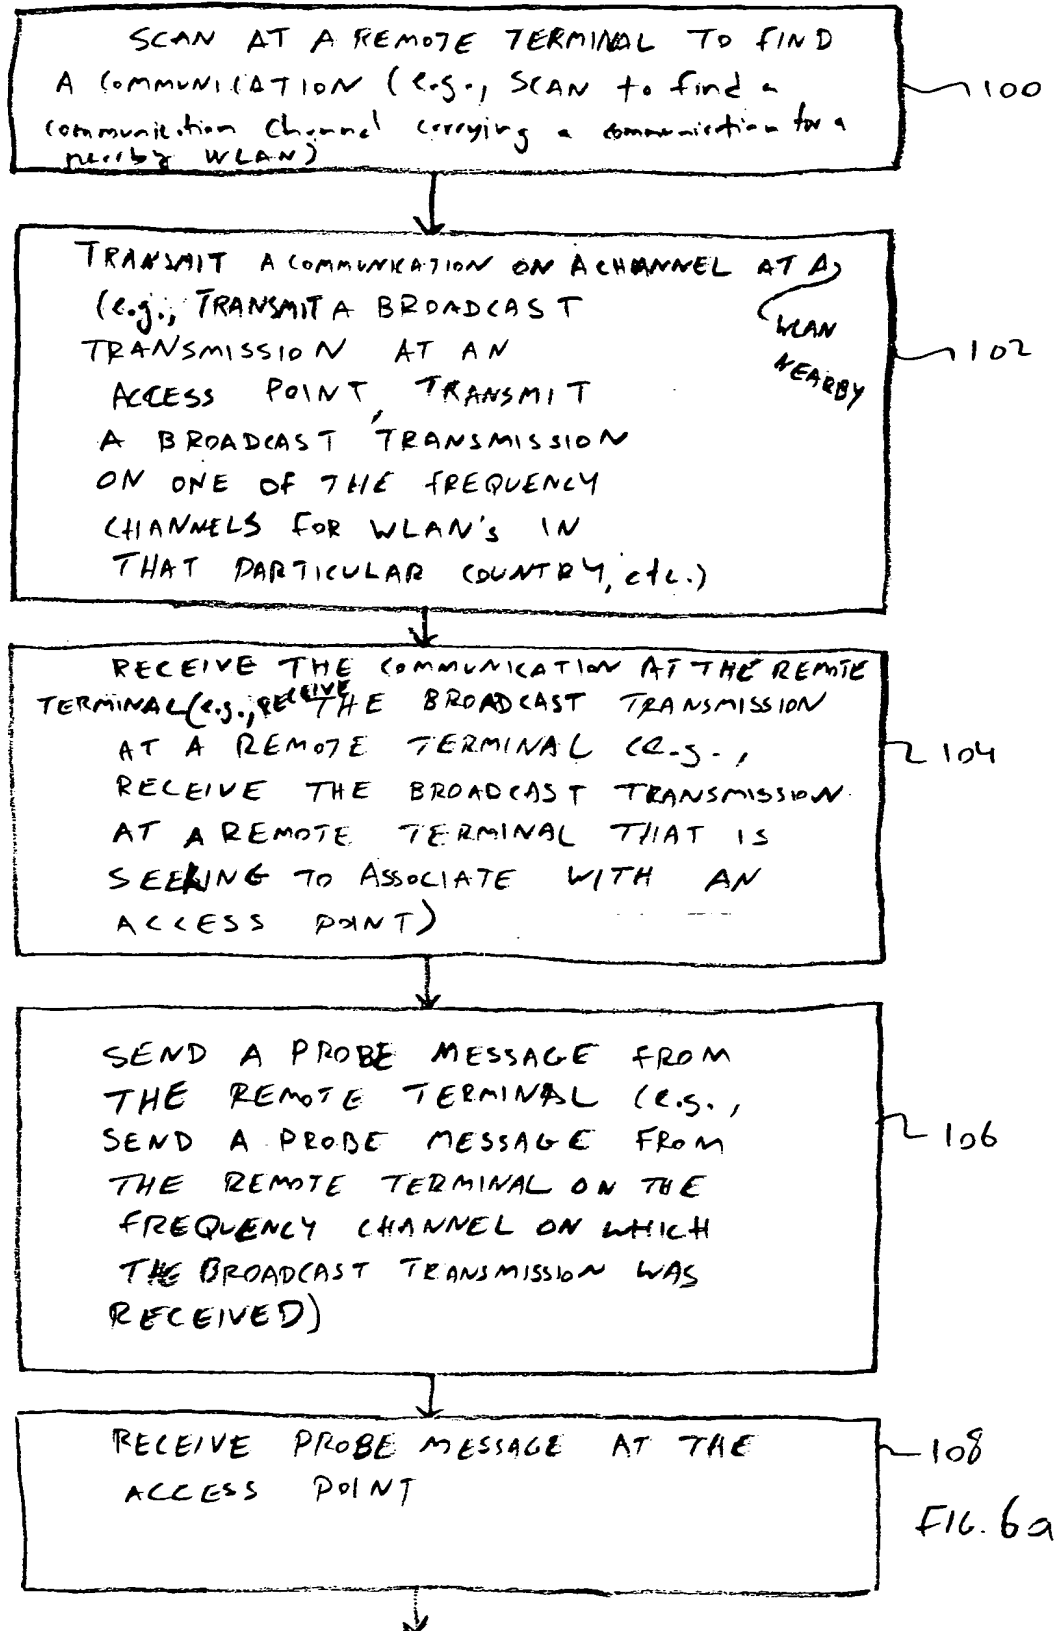 SCAN AT A REMOTE TERMINAL TO FIND
A COMMUNICATION (e.g., SCAN to find a
communication channel carrying a communication for a
nearby WLAN)
100
TRANSMIT A COMMUNICATION ON A CHANNEL AT A
(e.g., TRANSMIT A BROADCAST
WLAN
TRANSMISSION AT AN
NEARBY
102
ACCESS POINT, TRANSMIT
A BROADCAST TRANSMISSION
ON ONE OF THE FREQUENCY
CHANNELS FOR WLAN's IN
THAT PARTICULAR COUNTRY, etc.)
RECEIVE THE COMMUNICATION AT THE REMOTE
TERMINAL (e.g., RECEIVE THE BROADCAST TRANSMISSION
AT A REMOTE TERMINAL (e.g.,
104
RECEIVE THE BROADCAST TRANSMISSION
AT A REMOTE TERMINAL THAT IS
SEEKING TO ASSOCIATE WITH AN
ACCESS POINT)
SEND A PROBE MESSAGE FROM
THE REMOTE TERMINAL (e.g.,
SEND A PROBE MESSAGE FROM
106
THE REMOTE TERMINAL ON THE
FREQUENCY CHANNEL ON WHICH
THE BROADCAST TRANSMISSION WAS
RECEIVED)
RECEIVE PROBE MESSAGE AT THE
108
ACCESS POINT
FIG. 6a